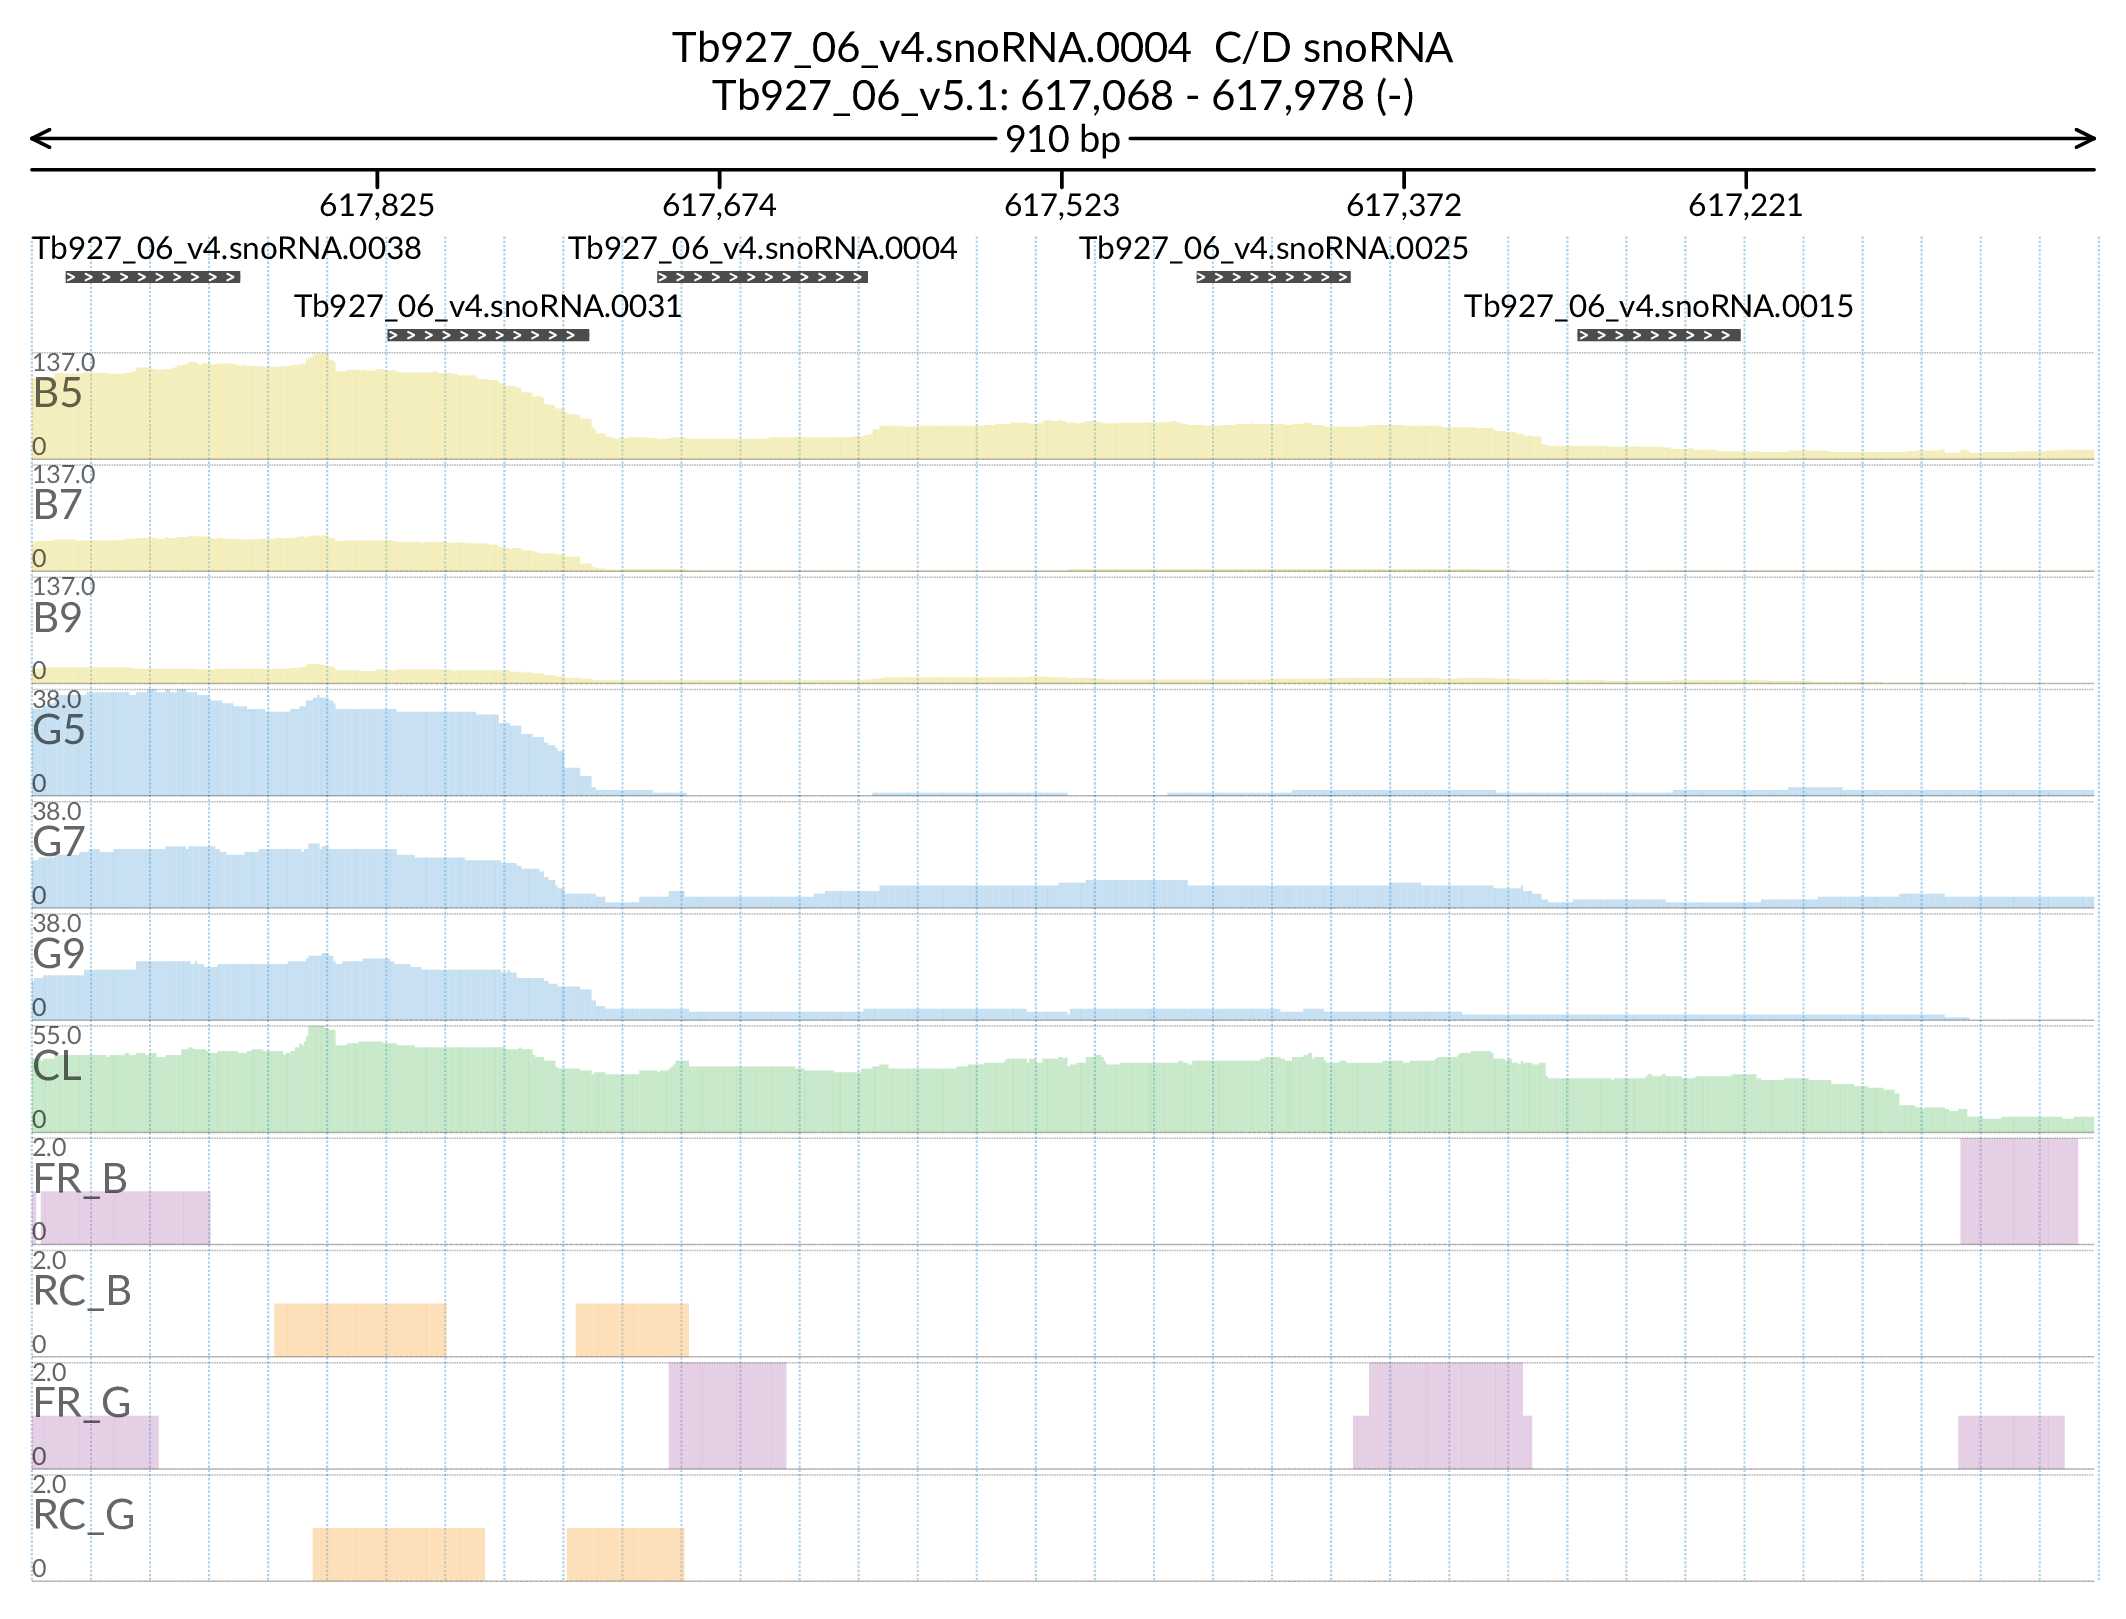 Tb927_06_v4.snoRNA.0004 C/D snoRNA
Tb927_06_v5.1: 617,068 - 617,978 (-)
910 bp
617,825 617,674 617,523 617,372 617,221
Tb927_06_v4.snoRNA.0038 Tb927_06_v4.snoRNA.0004 Tb927_06_v4.snoRNA.0025
Tb927_06_v4.snoRNA.0031 Tb927_06_v4.snoRNA.0015
137.0
B5
0
137.0
B7
0
137.0
B9
0
38.0
G5
0
38.0
G7
0
38.0
G9
0
55.0
CL
0
2.0
FR_B
0
2.0
RC_B
0
2.0
FR_G
0
2.0
RC_G
0